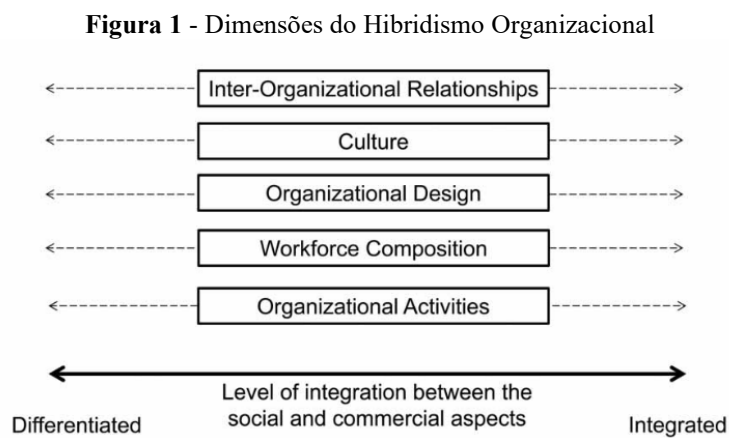 Figura 1 - Dimensões do Hibridismo Organizacional
Inter-Organizational Relationships
Culture
Organizational Design
Workforce Composition
Organizational Activities
Level of integration between the
social and commercial aspects
Differentiated
Integrated